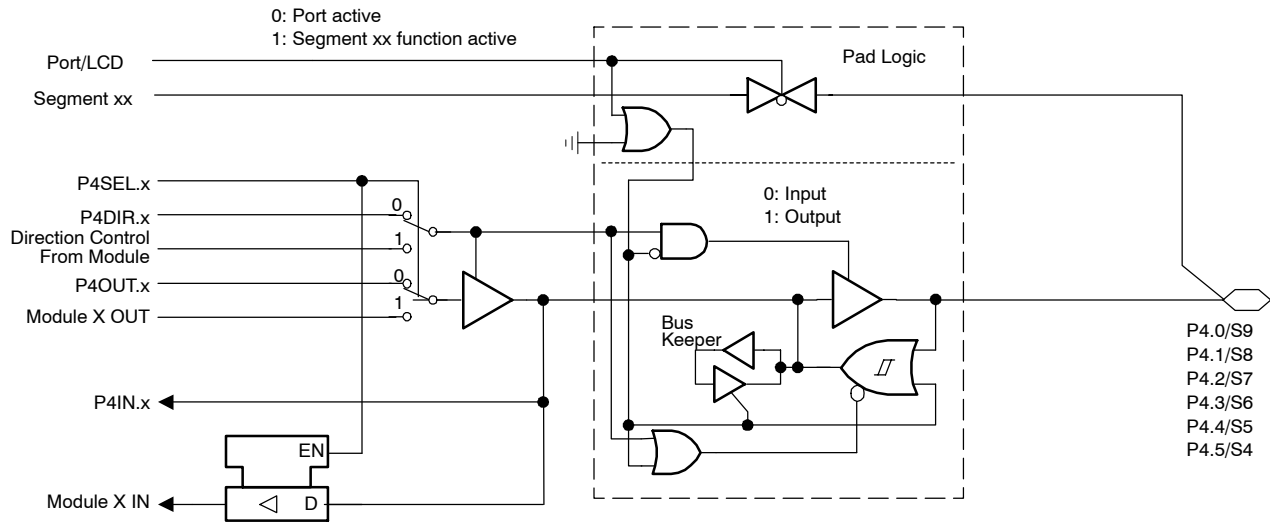 0: Port active
1: Segment xx function active
Port/LCD
Segment xx
Pad Logic
P4SEL.x
P4DIR.x
0
Direction Control
From Module
1
P4OUT.x
0
Module X OUT
1
0: Input
1: Output
Bus
Keeper
P4IN.x
EN
Module X IN
D
P4.0/S9
P4.1/S8
P4.2/S7
P4.3/S6
P4.4/S5
P4.5/S4